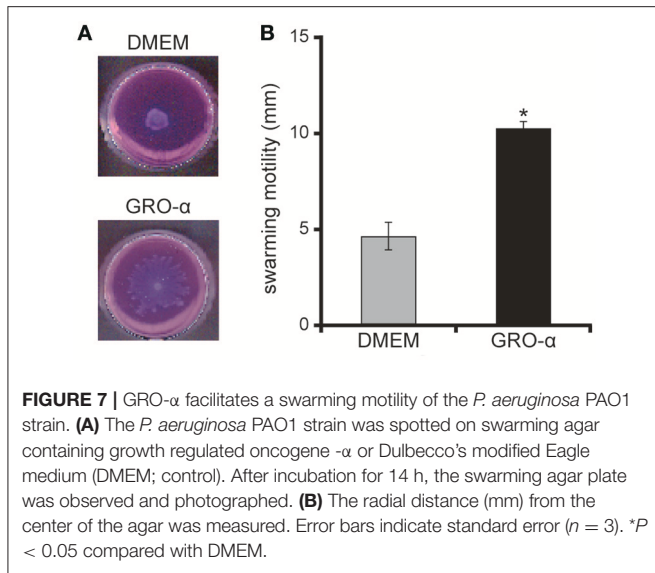 A
DMEM
GRO-α
B
swarming motility (mm)
15
10
5
0
*
DMEM
GRO-α
FIGURE 7 | GRO-α facilitates a swarming motility of the P. aeruginosa PAO1
strain. (A) The P. aeruginosa PAO1 strain was spotted on swarming agar
containing growth regulated oncogene -α or Dulbecco's modified Eagle
medium (DMEM; control). After incubation for 14 h, the swarming agar plate
was observed and photographed. (B) The radial distance (mm) from the
center of the agar was measured. Error bars indicate standard error (n = 3). *P
< 0.05 compared with DMEM.